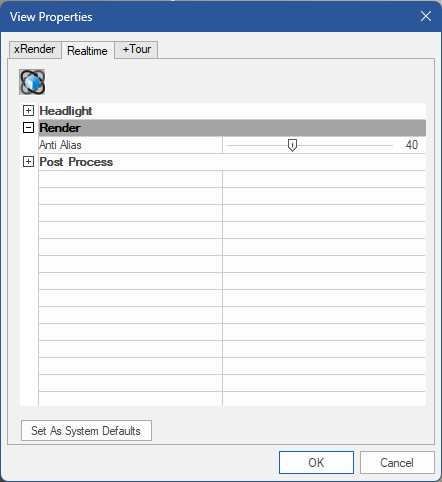 View Properties
xRender Realtime +Tour
Headlight
Render
Anti Alias 40
Post Process
Set As System Defaults
OK Cancel